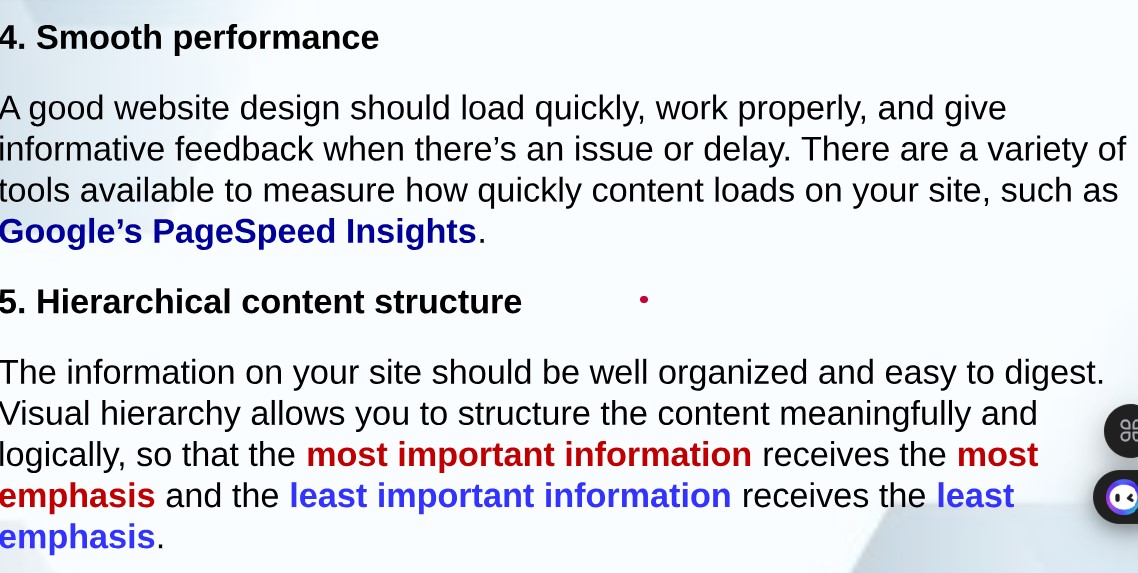 4. Smooth performance
A good website design should load quickly, work properly, and give
informative feedback when there’s an issue or delay. There are a variety of
tools available to measure how quickly content loads on your site, such as
Google’s PageSpeed Insights.
5. Hierarchical content structure
The information on your site should be well organized and easy to digest.
Visual hierarchy allows you to structure the content meaningfully and
logically, so that the most important information receives the most
emphasis and the least important information receives the least
emphasis.